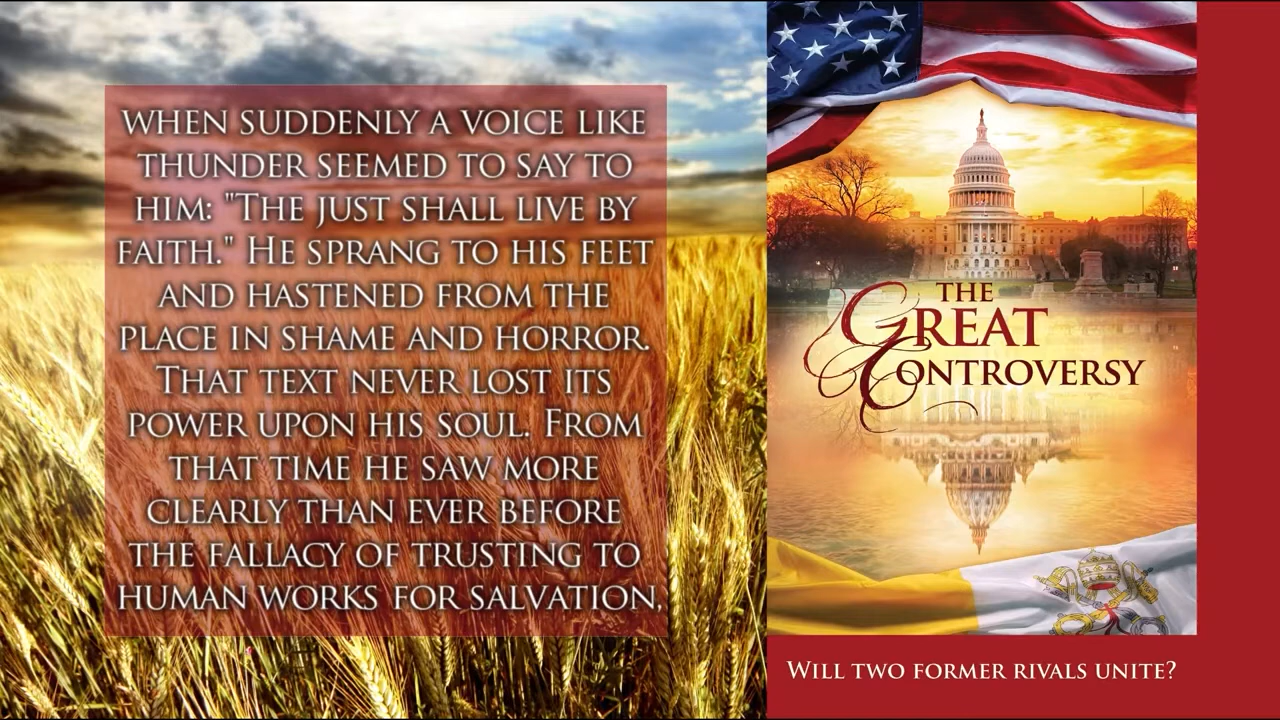 WHEN SUDDENLY A VOICE LIKE
THUNDER SEEMED TO SAY TO
HIM: "THE JUST SHALL LIVE BY
FAITH." HE SPRANG TO HIS FEET
AND HASTENED FROM THE
PLACE IN SHAME AND HORROR.
THAT TEXT NEVER LOST ITS
POWER UPON HIS SOUL. FROM
THAT TIME HE SAW MORE
CLEARLY THAN EVER BEFORE
THE FALLACY OF TRUSTING TO
HUMAN WORKS FOR SALVATION,
THE
GREAT
CONTROVERSY
WILL TWO FORMER RIVALS UNITE?